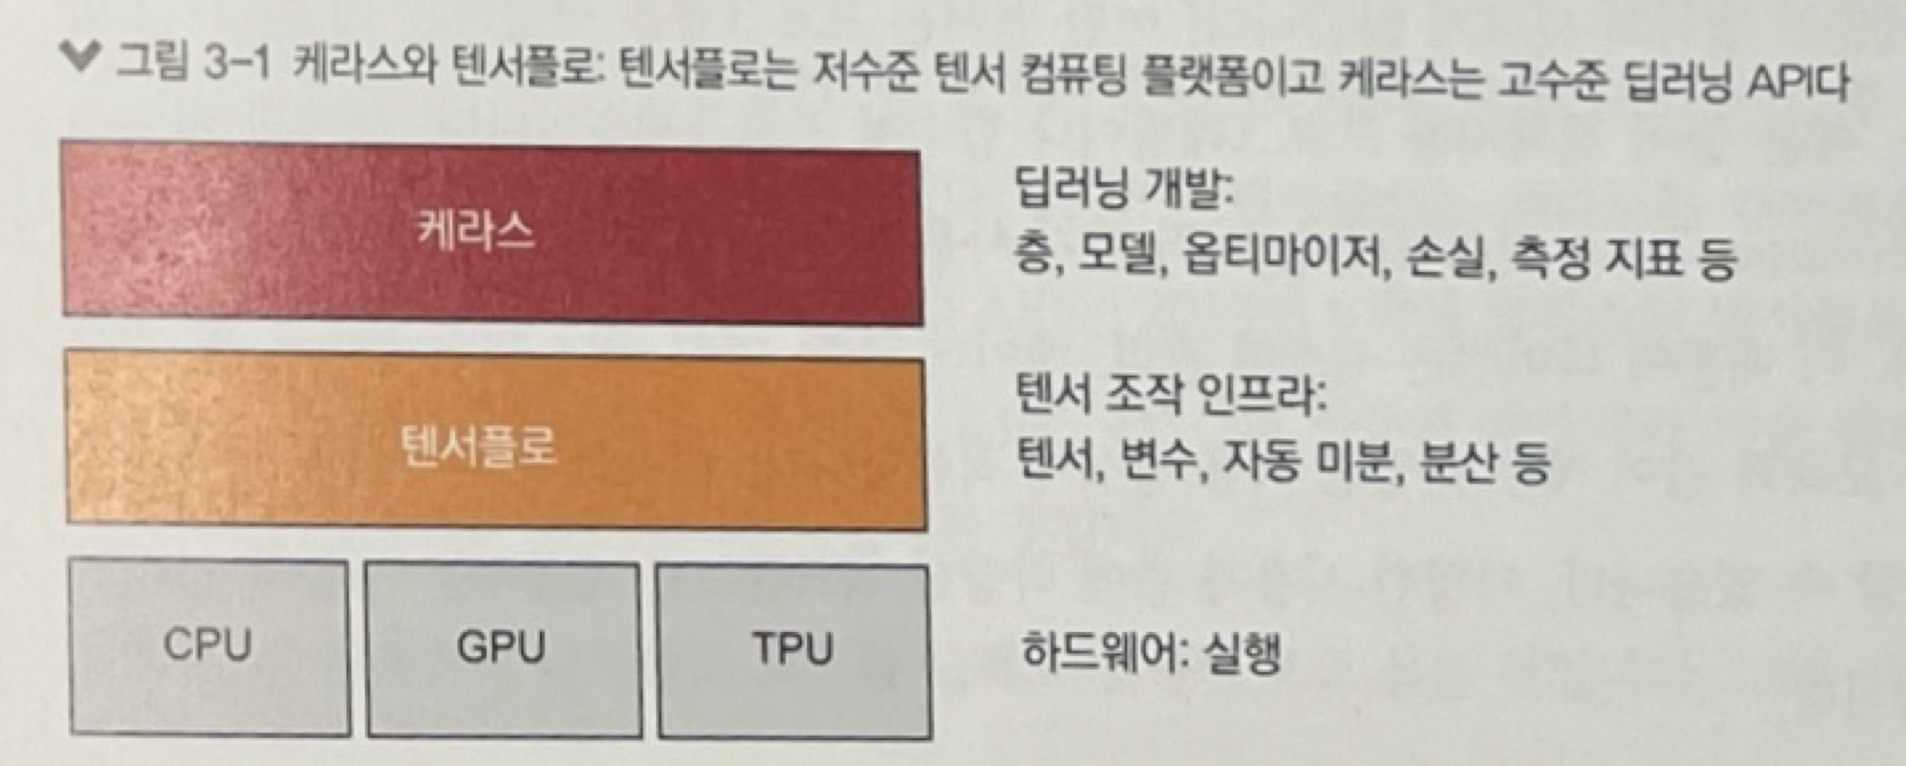 그림 3-1 케라스와 텐서플로: 텐서플로는 저수준 텐서 컴퓨팅 플랫폼이고 케라스는 고수준 딥러닝 API다
케라스
딥러닝 개발:
층, 모델, 옵티마이저, 손실, 측정 지표 등
텐서플로
텐서 조작 인프라:
텐서, 변수, 자동 미분, 분산 등
CPU
GPU
TPU
하드웨어: 실행